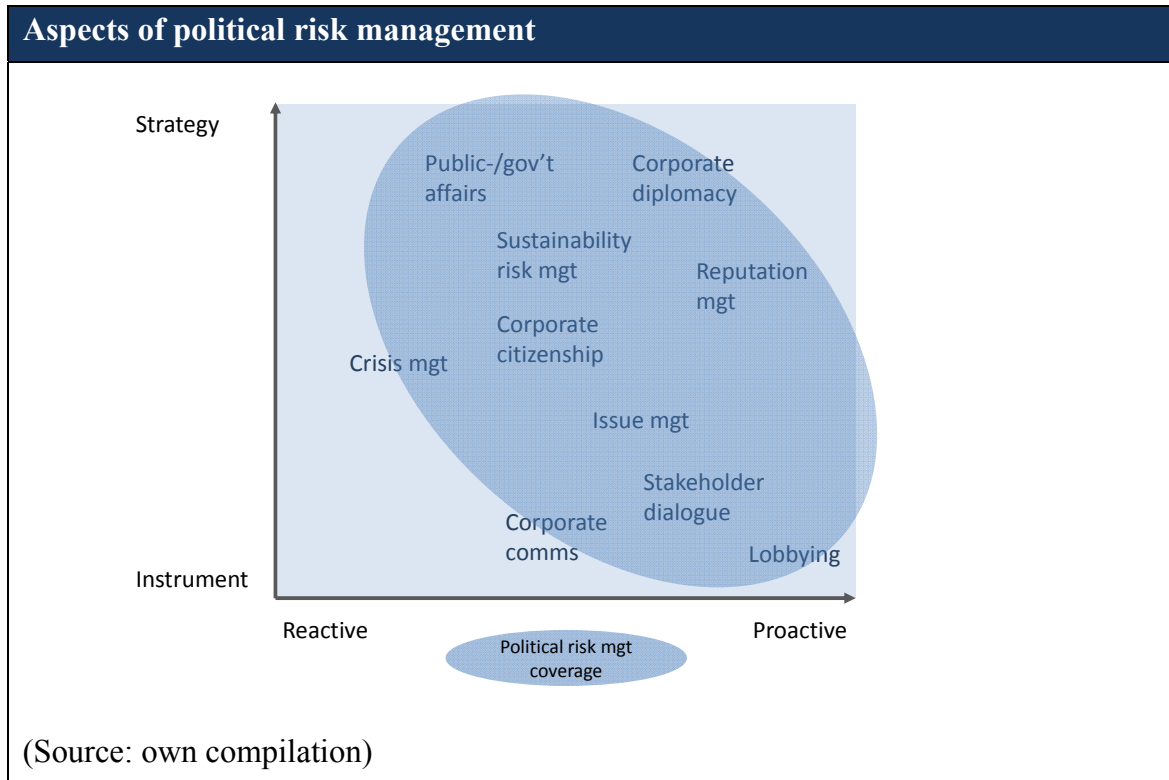 Aspects of political risk management
Strategy
Public-/gov't
affairs
Corporate
diplomacy
Sustainability
risk mgt
Reputation
mgt
Corporate
citizenship
Crisis mgt
Issue mgt
Stakeholder
dialogue
Corporate
comms
Lobbying
Instrument
Reactive
Proactive
Political risk mgt
coverage
(Source: own compilation)